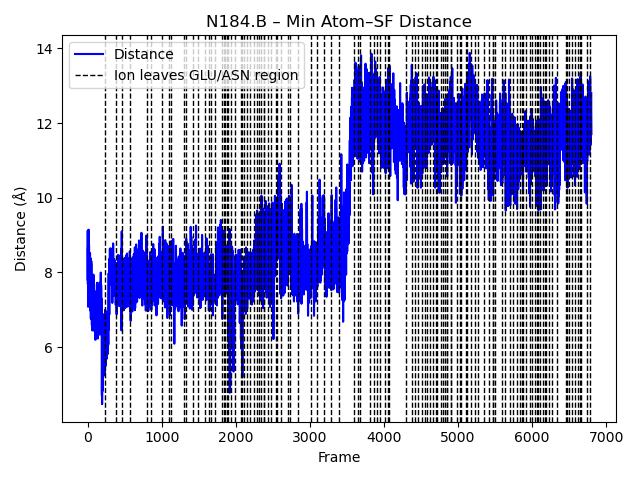 N184.B – Min Atom–SF Distance
Distance
Ion leaves GLU/ASN region
Distance (Å)
14
12
10
8
6
0
1000
2000
3000
4000
5000
6000
7000
Frame